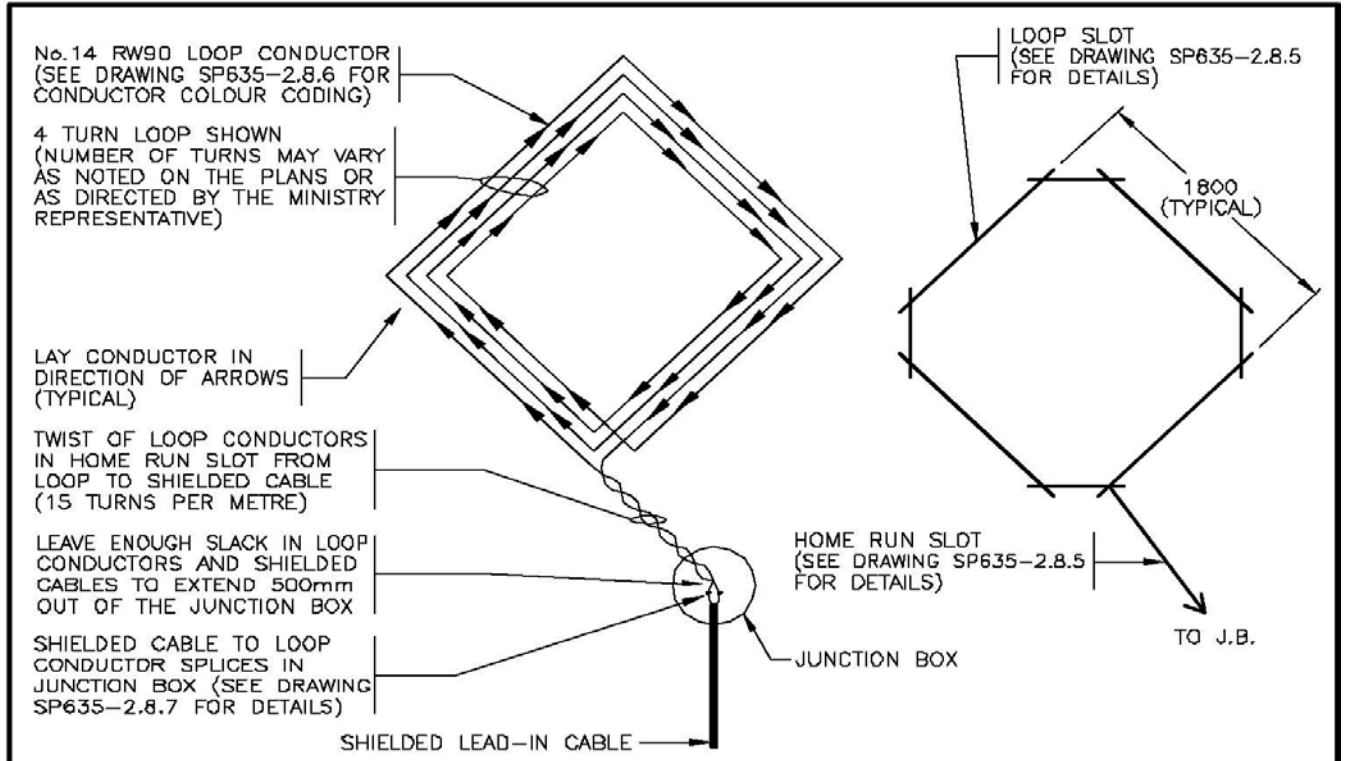 No.14 RW90 LOOP CONDUCTOR
(SEE DRAWING SP635-2.8.6 FOR
CONDUCTOR COLOUR CODING)
4 TURN LOOP SHOWN
(NUMBER OF TURNS MAY VARY
AS NOTED ON THE PLANS OR
AS DIRECTED BY THE MINISTRY
REPRESENTATIVE)
LAY CONDUCTOR IN
DIRECTION OF ARROWS
(TYPICAL)
TWIST OF LOOP CONDUCTORS
IN HOME RUN SLOT FROM
LOOP TO SHIELDED CABLE
(15 TURNS PER METRE)
LEAVE ENOUGH SLACK IN LOOP
CONDUCTORS AND SHIELDED
CABLES TO EXTEND 500mm
OUT OF THE JUNCTION BOX
SHIELDED CABLE TO LOOP
CONDUCTOR SPLICES IN
JUNCTION BOX (SEE DRAWING
SP635-2.8.7 FOR DETAILS)
SHIELDED LEAD-IN CABLE
JUNCTION BOX
LOOP SLOT
(SEE DRAWING SP635-2.8.5
FOR DETAILS)
1800
(TYPICAL)
HOME RUN SLOT
(SEE DRAWING SP635-2.8.5
FOR DETAILS)
TO J.B.